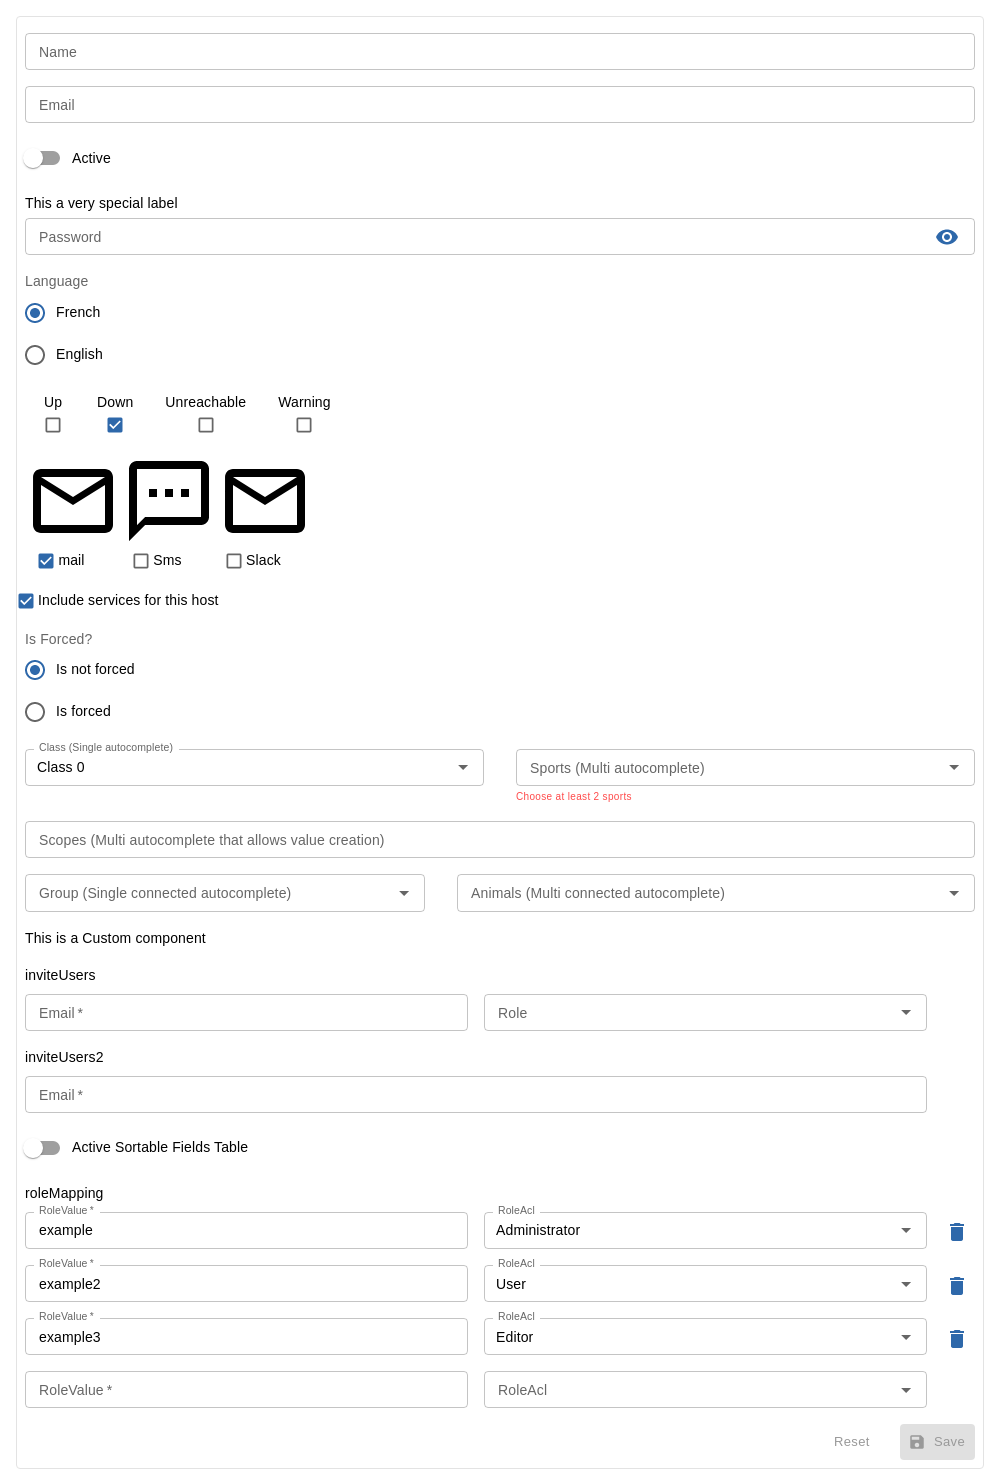 Name
Email
Active
This a very special label
Password
Language
French
English
Up Down Unreachable Warning
mail Sms Slack
Include services for this host
Is Forced?
Is not forced
Is forced
Class (Single autocomplete)
Class 0 Sports (Multi autocomplete)
Choose at least 2 sports
Scopes (Multi autocomplete that allows value creation)
Group (Single connected autocomplete) Animals (Multi connected autocomplete)
This is a Custom component
inviteUsers
Email * Role
inviteUsers2
Email *
Active Sortable Fields Table
roleMapping
RoleValue * RoleAcl
example Administrator
RoleValue * RoleAcl
example2 User
RoleValue * RoleAcl
example3 Editor
RoleValue * RoleAcl
Reset Save